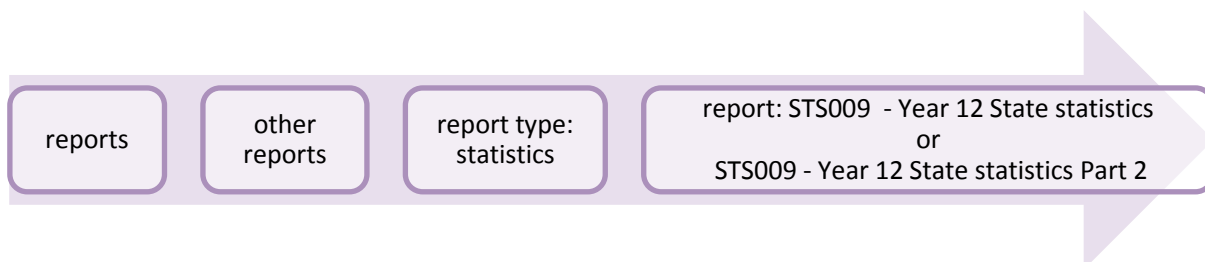 reports
other
reports
report type:
statistics
report: STS009  - Year 12 State statistics
or
STS009 - Year 12 State statistics Part 2